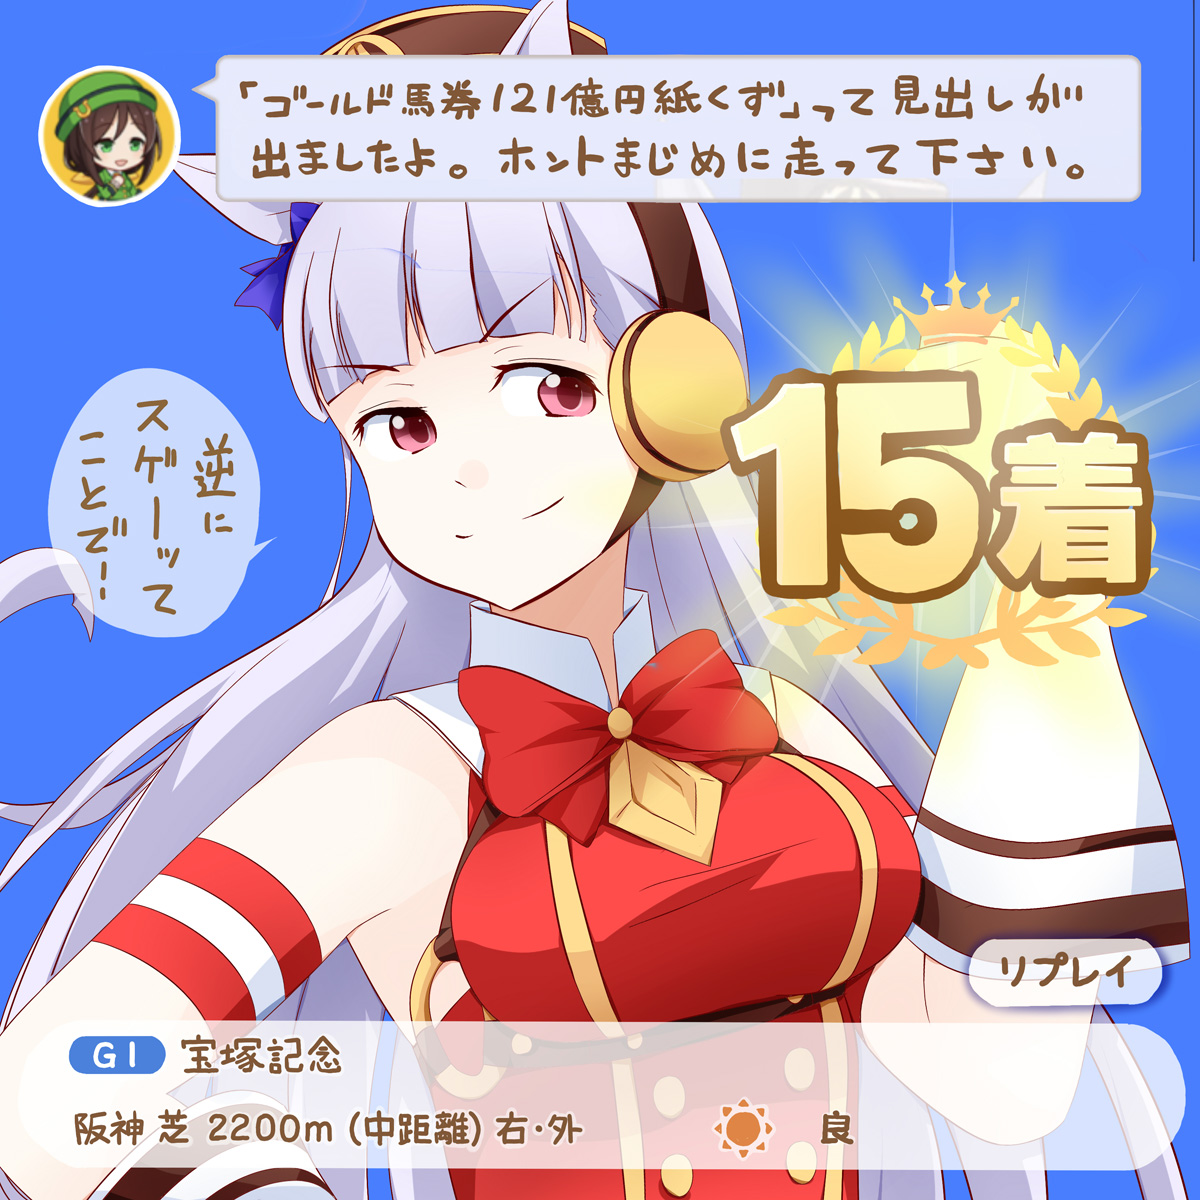 「ゴールド馬券121億円紙くず」って見出しが
出ましたよ。ホントまじめに走って下さい。
15着
逆に
スゲーッて
ことで!
リプレイ
G1 宝塚記念
阪神 芝 2200m (中距離) 右・外 良